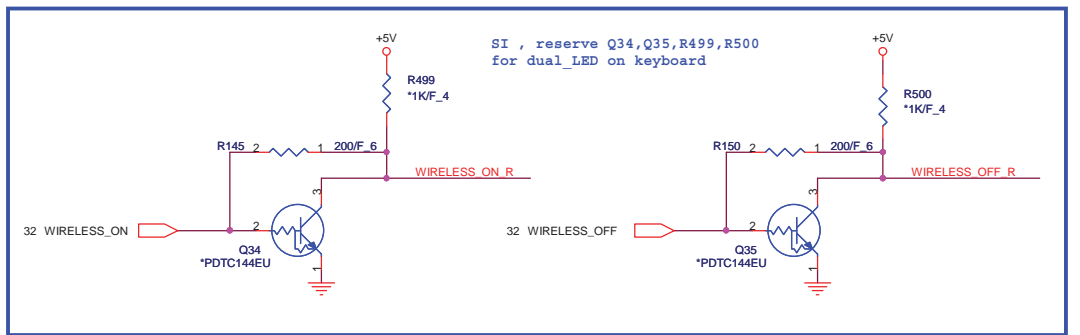 SI , reserve Q34,Q35,R499,R500
for dual_LED on keyboard
+5V
R499
*1K/F_4
R145 2 1 200/F_6
WIRELESS_ON_R
3
32 WIRELESS_ON
2
Q34
*PDTC144EU
1
+5V
R500
*1K/F_4
R150 2 1 200/F_6
WIRELESS_OFF_R
3
32 WIRELESS_OFF
2
Q35
*PDTC144EU
1